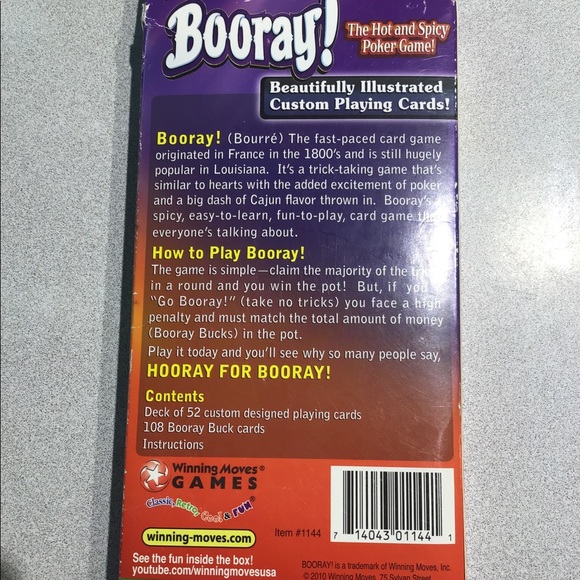 Booray!
The Hot and Spicy
Poker Game!
Beautifully Illustrated
Custom Playing Cards!
Booray! (Bourré) The fast-paced card game
originated in France in the 1800's and is still hugely
popular in Louisiana. It's a trick-taking game that's
similar to hearts with the added excitement of poker
and a big dash of Cajun flavor thrown in. Booray's
spicy, easy-to-learn, fun-to-play, card game
everyone's talking about.
How to Play Booray!
The game is simple—claim the majority of the
in a round and you win the pot! But, if you
"Go Booray!" (take no tricks) you face a high
penalty and must match the total amount of money
(Booray Bucks) in the pot.
Play it today and you'll see why so many people say,
HOORAY FOR BOORAY!
Contents
Deck of 52 custom designed playing cards
108 Booray Buck cards
Instructions
Winning Moves®
GAMES
Classic, Retro, Cool & FUN®
winning-moves.com
Item #1144
7 14043 01144 1
See the fun inside the box!
youtube.com/winningmovesusa
BOORAY! is a trademark of Winning Moves, Inc.
© 2010 Winning Moves, 75 Sylvan Street